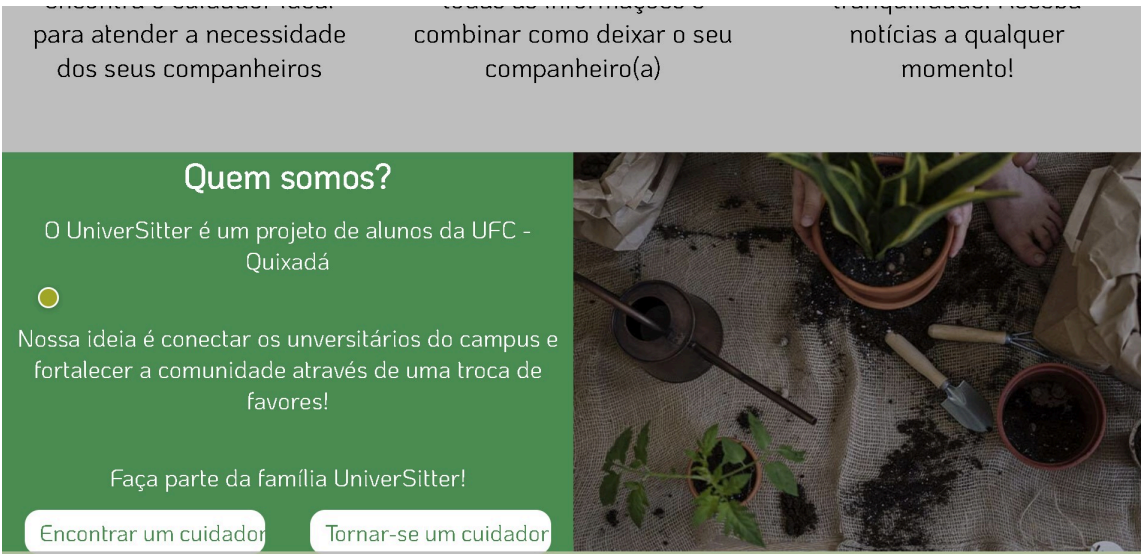 para atender a necessidade
dos seus companheiros
combinar como deixar o seu
companheiro(a)
notícias a qualquer
momento!
Quem somos?
O UniverSitter é um projeto de alunos da UFC -
Quixadá
Nossa ideia é conectar os unversitários do campus e
fortalecer a comunidade através de uma troca de
favores!
Faça parte da família UniverSitter!
Encontrar um cuidador
Tornar-se um cuidador